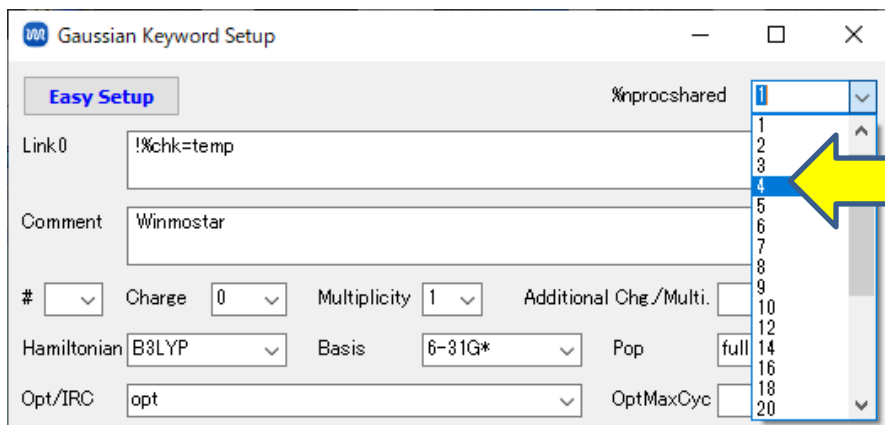 Gaussian Keyword Setup
Easy Setup
%nprocshared
1
Link0
!%chk=temp
Comment
Winmostar
#
Charge
0
Multiplicity
1
Additional Chg./Multi.
Hamiltonian
B3LYP
Basis
6-31G*
Pop
full
Opt/IRC
opt
OptMaxCyc
1
2
3
4
5
6
7
8
9
10
12
14
16
18
20